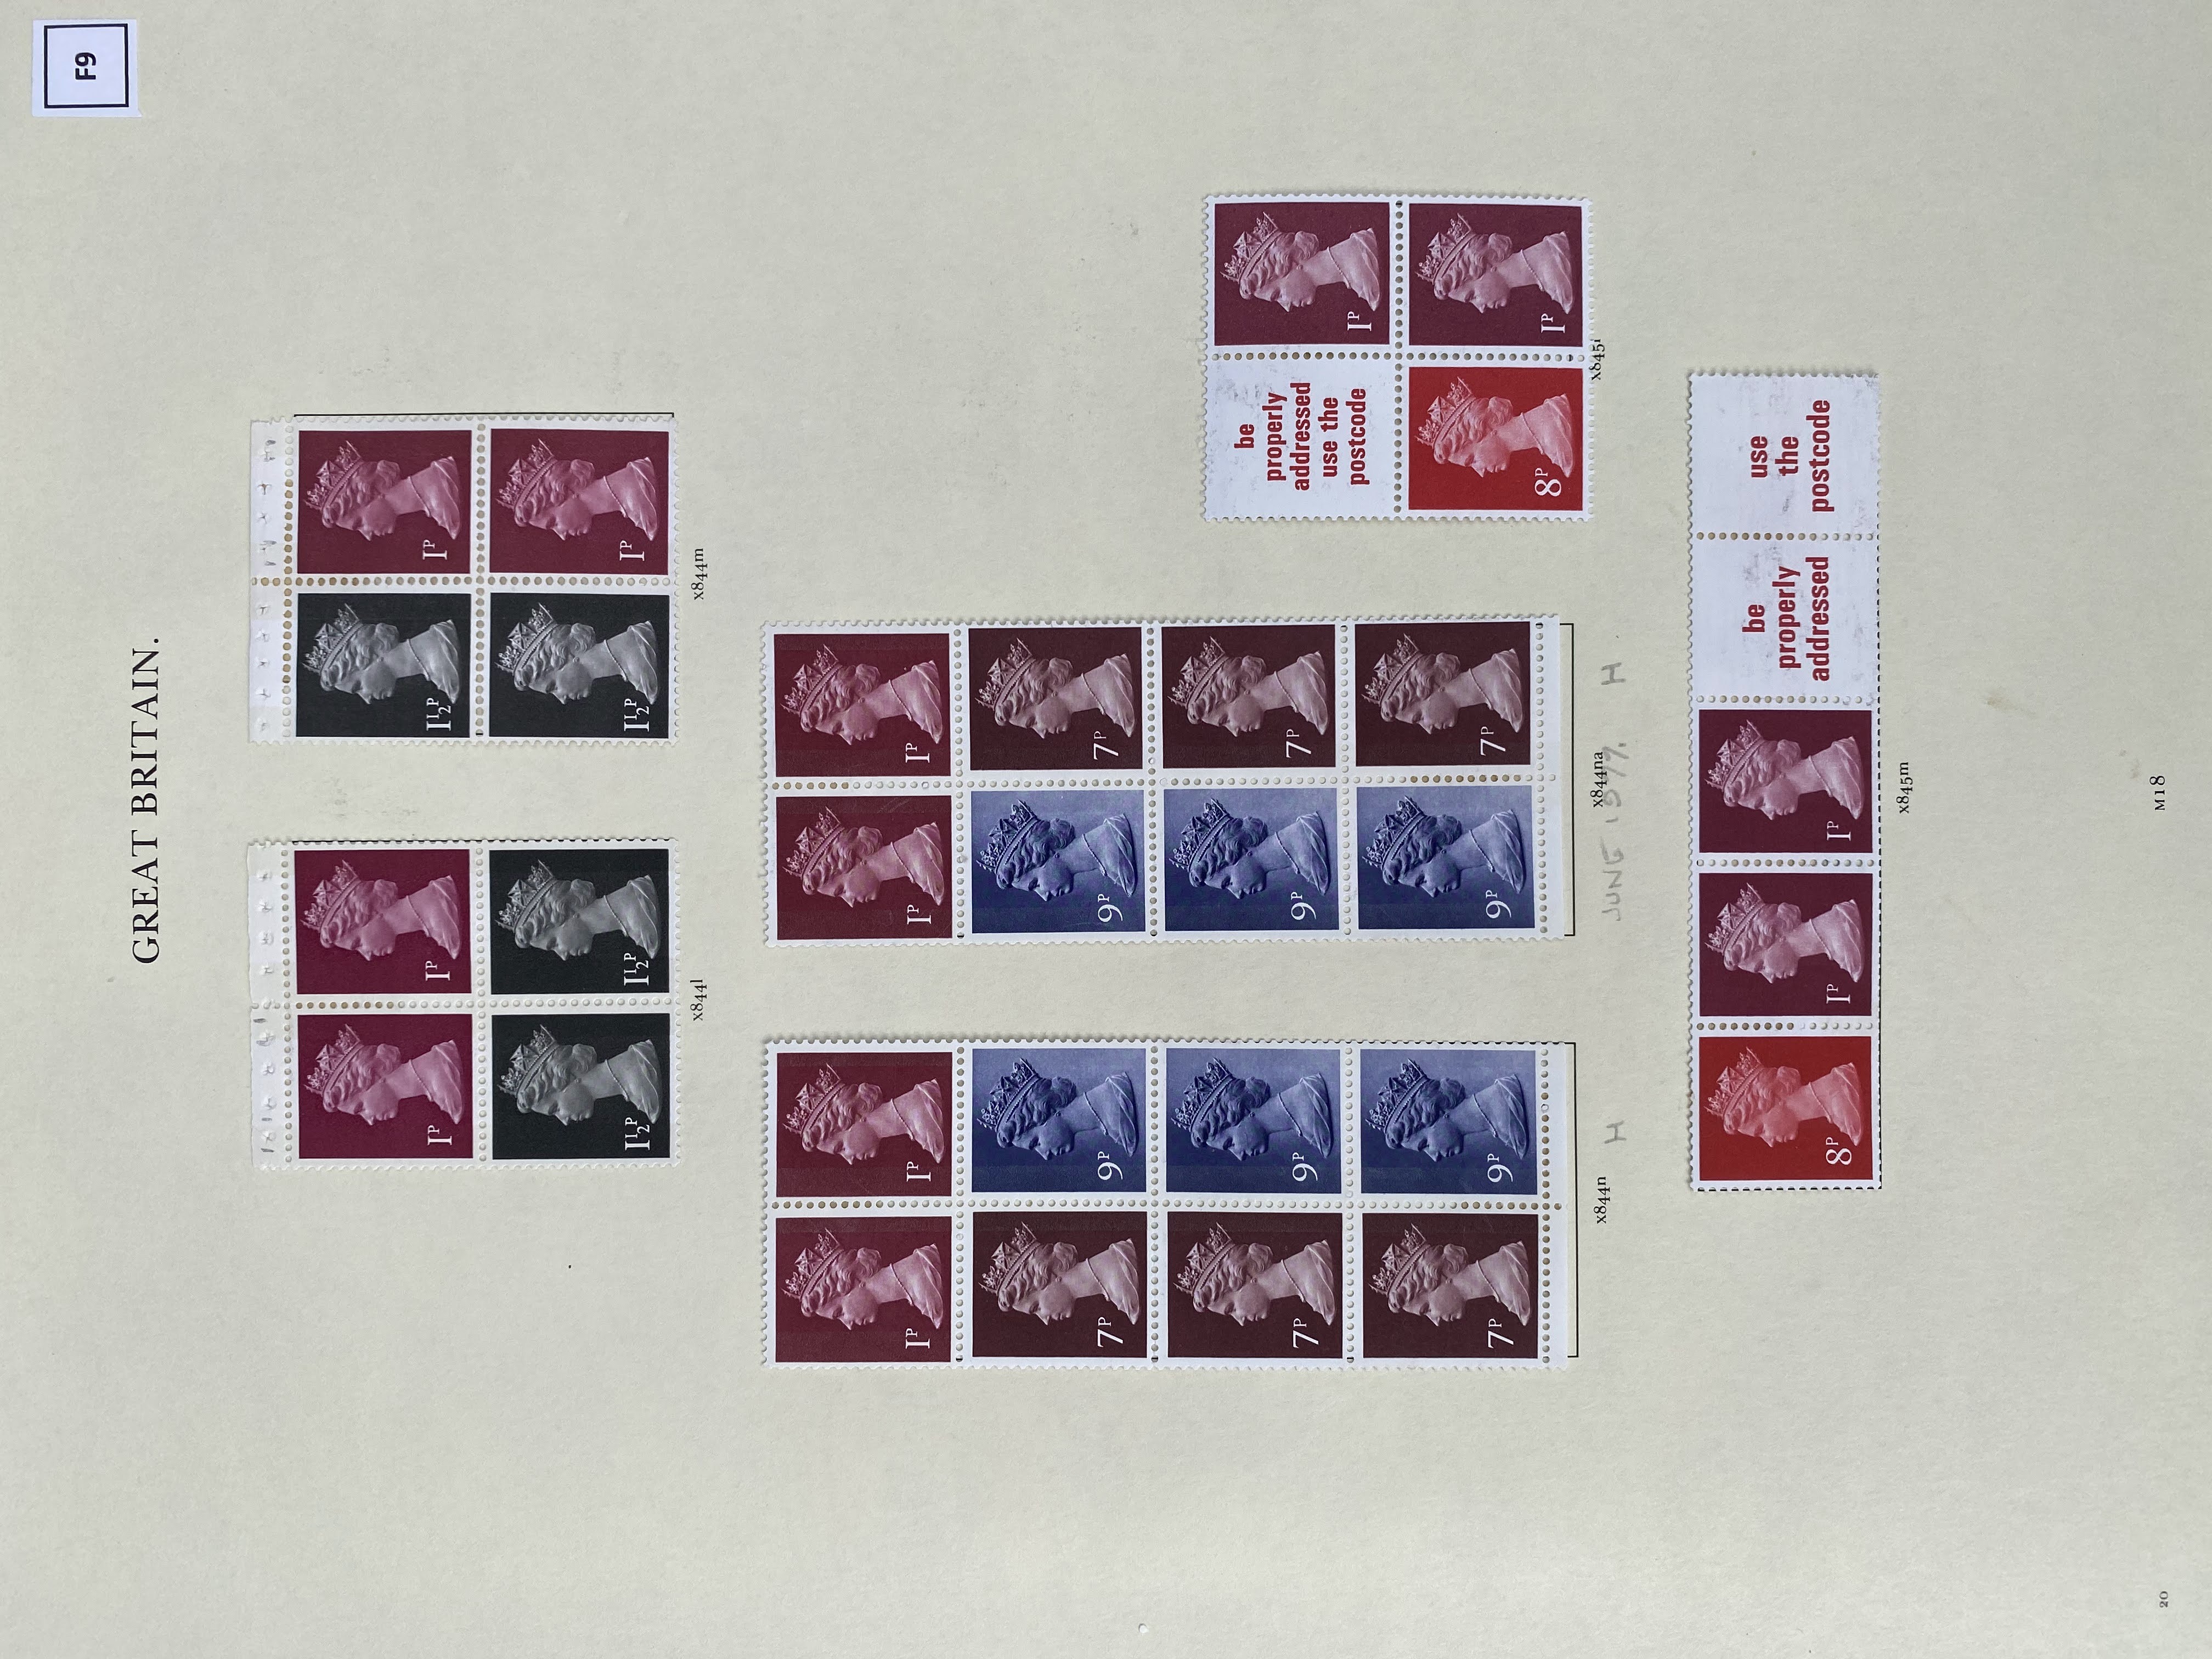 F9
GREAT BRITAIN.
1P 1P
1½P 1½P
x844l
1½P 1P
1½P 1P
x844m
1P 1P
7P 9P
7P 9P
7P 9P
x844n
H
1P 1P
9P 7P
9P 7P
9P 7P
x844na
JUNE 1977. H
be
properly
addressed
use the
postcode
1P
8P 1P
8P 1P 1P
be
properly
addressed
use
the
postcode
x845m
20
M18